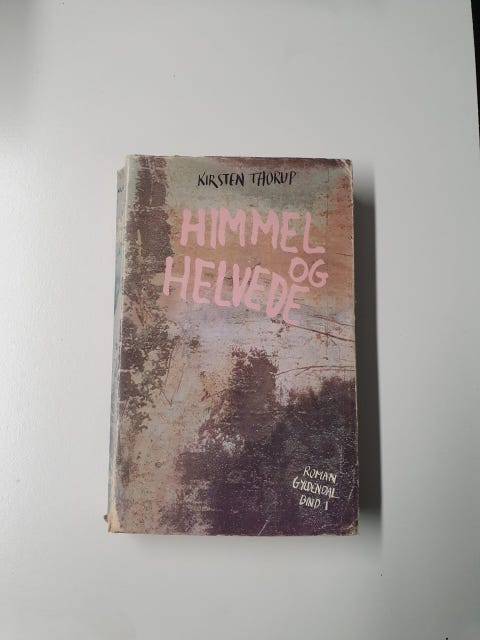 KIRSTEN THORUP
HIMMEL
OG
HELVEDE
ROMAN
GYLDENDAL
BIND 1